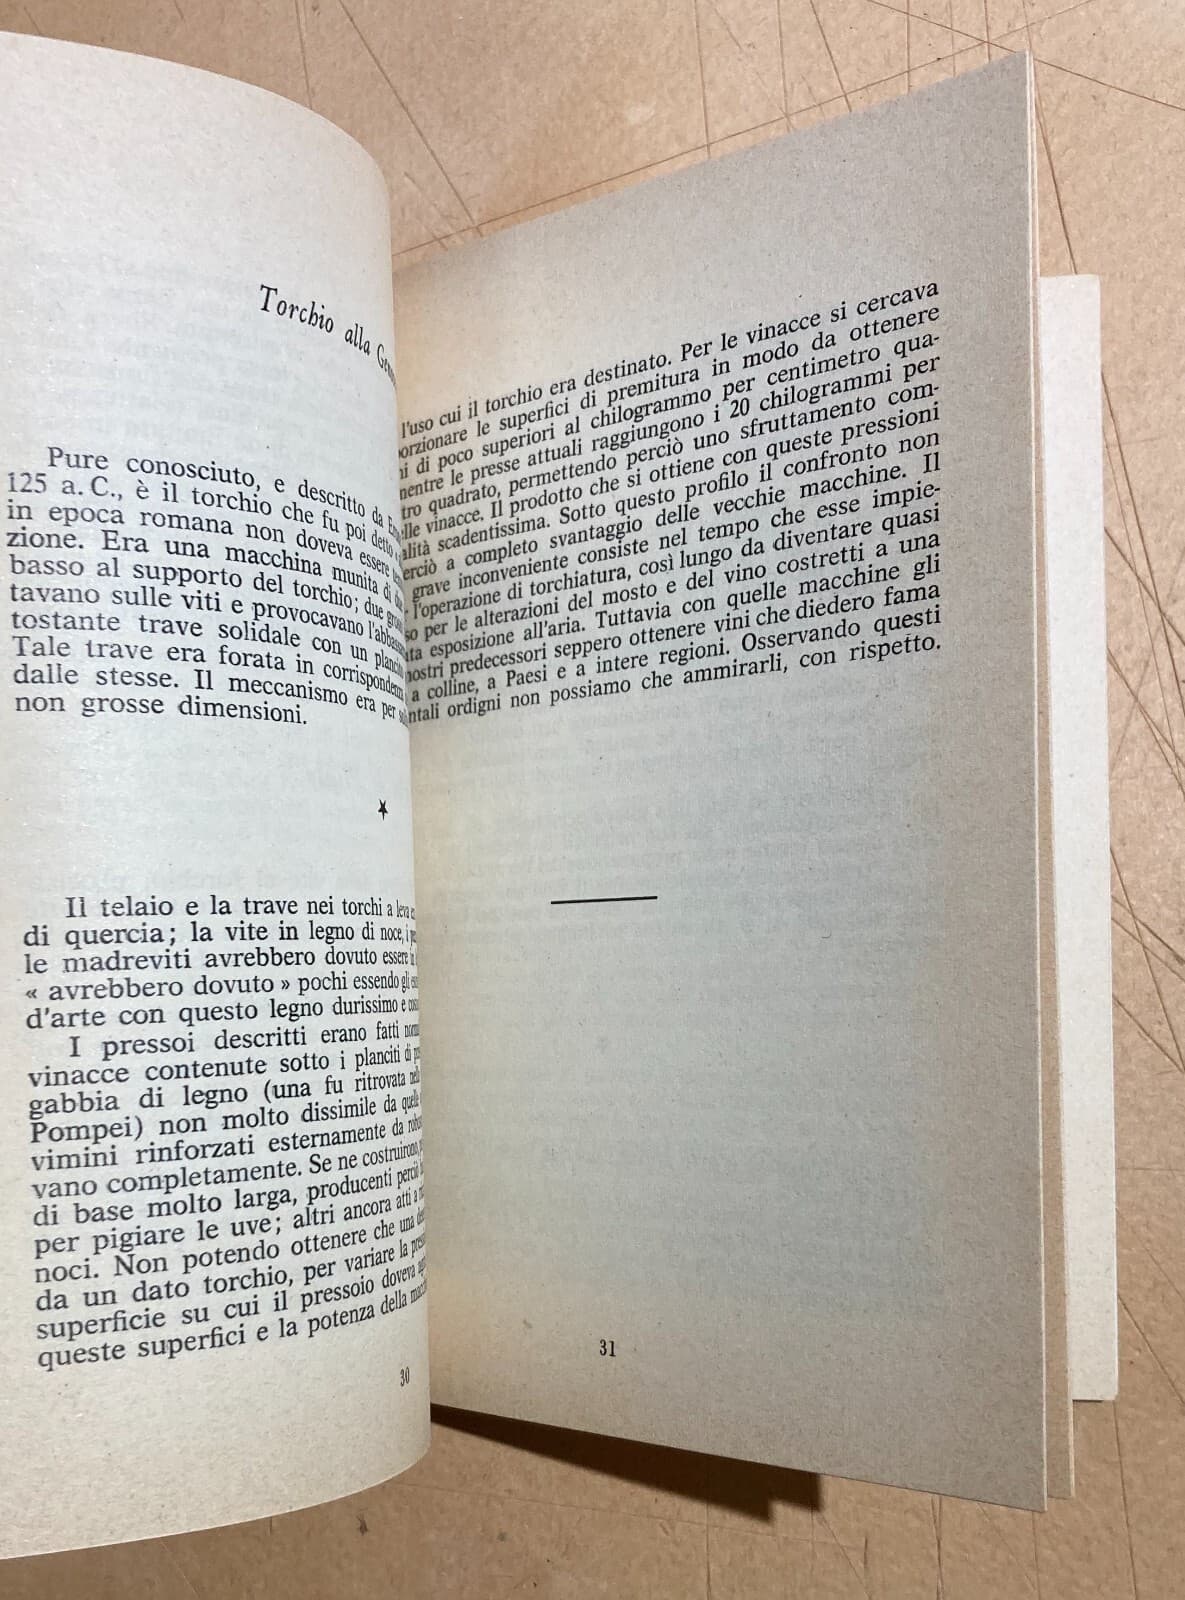 Torchio alla
Pure conosciuto, e descritto da
125 a. C., è il torchio che fu poi detto
in epoca romana non doveva essere
zione. Era una macchina munita di
basso al supporto del torchio; due
tavano sulle viti e provocavano
tostante trave solidale con un
Tale trave era forata in
dalle stesse. Il meccanismo era per
non grosse dimensioni.
★
Il telaio e la trave nei torchi a leva
di quercia; la vite in legno di noce, i
le madreviti avrebbero dovuto essere in
« avrebbero dovuto » pochi essendo gli
d'arte con questo legno durissimo e
I pressoi descritti erano fatti
vinacce contenute sotto i planciti di
gabbia di legno (una fu ritrovata
Pompei) non molto dissimile da quelle
vimini rinforzati esternamente da
vano completamente. Se ne costruirono
di base molto larga, producenti perciò
per pigiare le uve; altri ancora atti a
noci. Non potendo ottenere che una
da un dato torchio, per variare la
superficie su cui il pressoio doveva
queste superfici e la potenza della
30
l'uso cui il torchio era destinato. Per le vinacce si cercava
le superfici di premitura in modo da ottenere
di poco superiori al chilogrammo per centimetro qua-
le presse attuali raggiungono i 20 chilogrammi per
quadrato, permettendo perciò uno sfruttamento com-
vinacce. Il prodotto che si ottiene con queste pressioni
scadentissima. Sotto questo profilo il confronto non
a completo svantaggio delle vecchie macchine. Il
grave inconveniente consiste nel tempo che esse impie-
l'operazione di torchiatura, così lungo da diventare quasi
per le alterazioni del mosto e del vino costretti a una
esposizione all'aria. Tuttavia con quelle macchine gli
predecessori seppero ottenere vini che diedero fama
a colline, a Paesi e a intere regioni. Osservando questi
ordigni non possiamo che ammirarli, con rispetto.
31